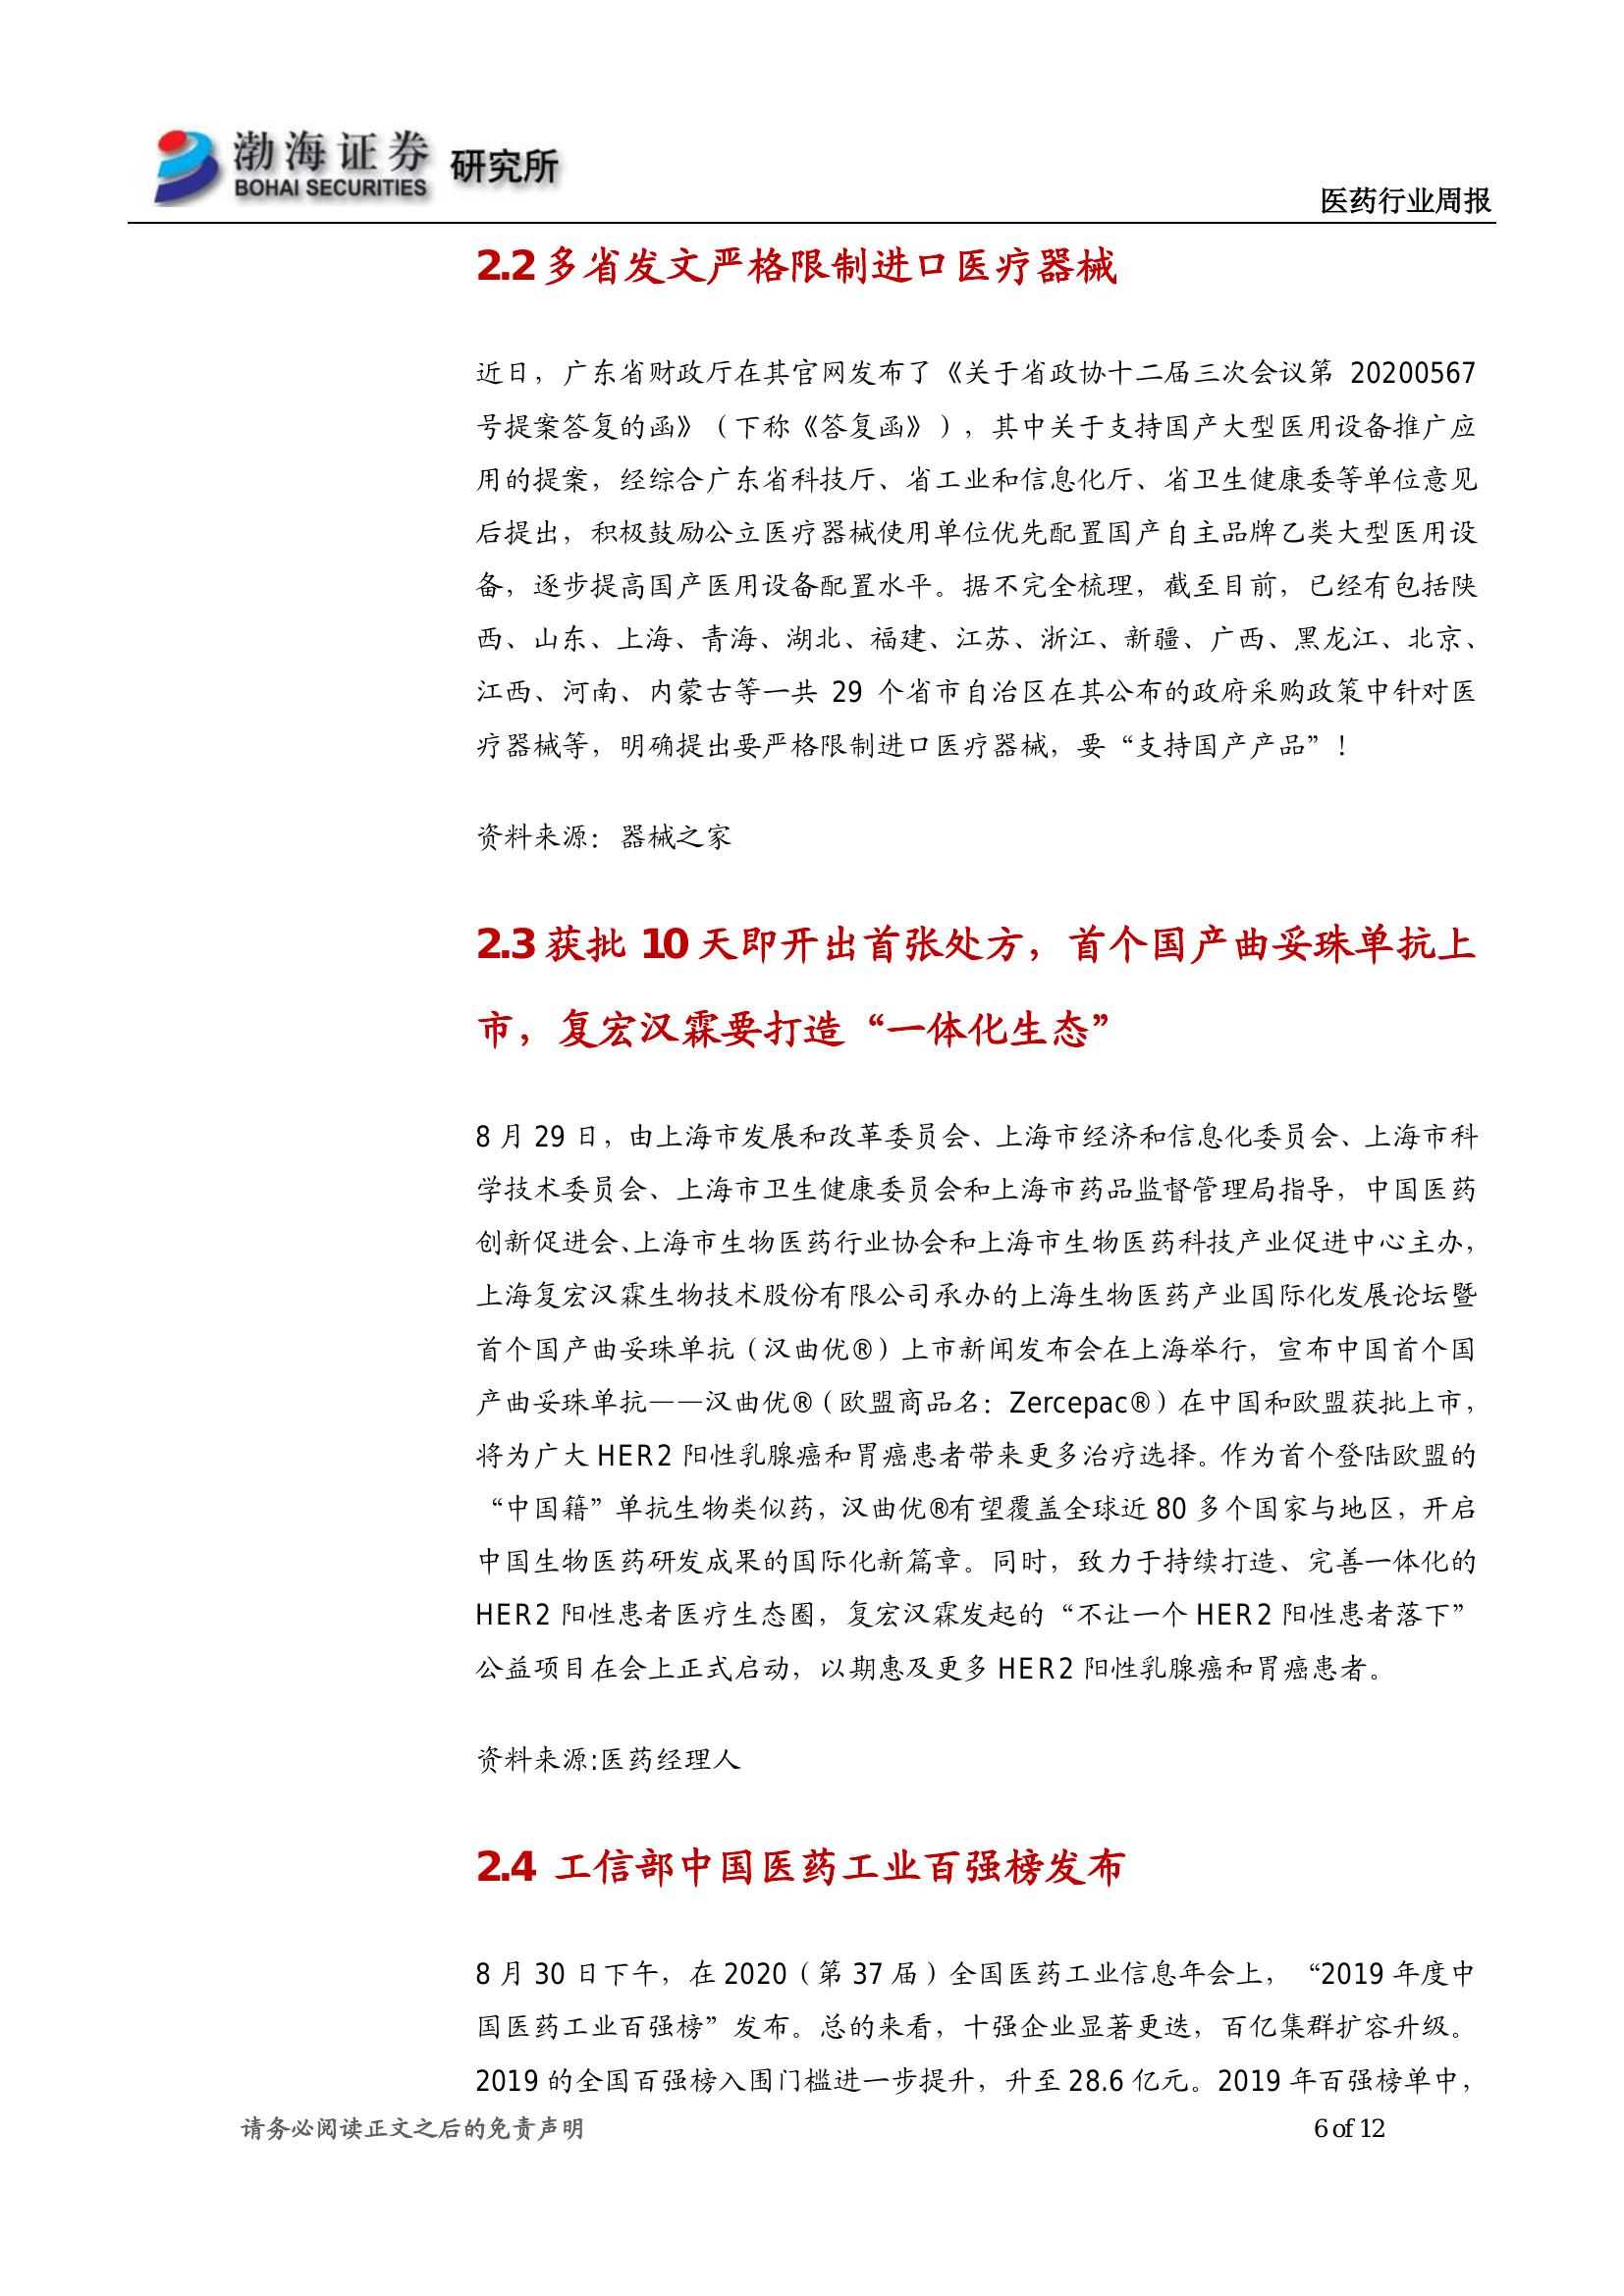 渤海证券 研究所
BOHAI SECURITIES
医药行业周报
2.2 多省发文严格限制进口医疗器械
近日，广东省财政厅在其官网发布了《关于省政协十二届三次会议第 20200567
号提案答复的函》（下称《答复函》），其中关于支持国产大型医用设备推广应
用的提案，经综合广东省科技厅、省工业和信息化厅、省卫生健康委等单位意见
后提出，积极鼓励公立医疗器械使用单位优先配置国产自主品牌乙类大型医用设
备，逐步提高国产医用设备配置水平。据不完全梳理，截至目前，已经有包括陕
西、山东、上海、青海、湖北、福建、江苏、浙江、新疆、广西、黑龙江、北京、
江西、河南、内蒙古等一共 29 个省市自治区在其公布的政府采购政策中针对医
疗器械等，明确提出要严格限制进口医疗器械，要“支持国产产品”！
资料来源：器械之家
2.3 获批 10 天即开出首张处方，首个国产曲妥珠单抗上
市，复宏汉霖要打造“一体化生态”
8 月 29 日，由上海市发展和改革委员会、上海市经济和信息化委员会、上海市科
学技术委员会、上海市卫生健康委员会和上海市药品监督管理局指导，中国医药
创新促进会、上海市生物医药行业协会和上海市生物医药科技产业促进中心主办，
上海复宏汉霖生物技术股份有限公司承办的上海生物医药产业国际化发展论坛暨
首个国产曲妥珠单抗（汉曲优®）上市新闻发布会在上海举行，宣布中国首个国
产曲妥珠单抗——汉曲优®（欧盟商品名：Zercepac®）在中国和欧盟获批上市，
将为广大 HER2 阳性乳腺癌和胃癌患者带来更多治疗选择。作为首个登陆欧盟的
“中国籍”单抗生物类似药，汉曲优®有望覆盖全球近 80 多个国家与地区，开启
中国生物医药研发成果的国际化新篇章。同时，致力于持续打造、完善一体化的
HER2 阳性患者医疗生态圈，复宏汉霖发起的“不让一个 HER2 阳性患者落下”
公益项目在会上正式启动，以期惠及更多 HER2 阳性乳腺癌和胃癌患者。
资料来源:医药经理人
2.4 工信部中国医药工业百强榜发布
8 月 30 日下午，在 2020（第 37 届）全国医药工业信息年会上，“2019 年度中
国医药工业百强榜”发布。总的来看，十强企业显著更迭，百亿集群扩容升级。
2019 的全国百强榜入围门槛进一步提升，升至 28.6 亿元。2019 年百强榜单中，
请务必阅读正文之后的免责声明
6 of 12